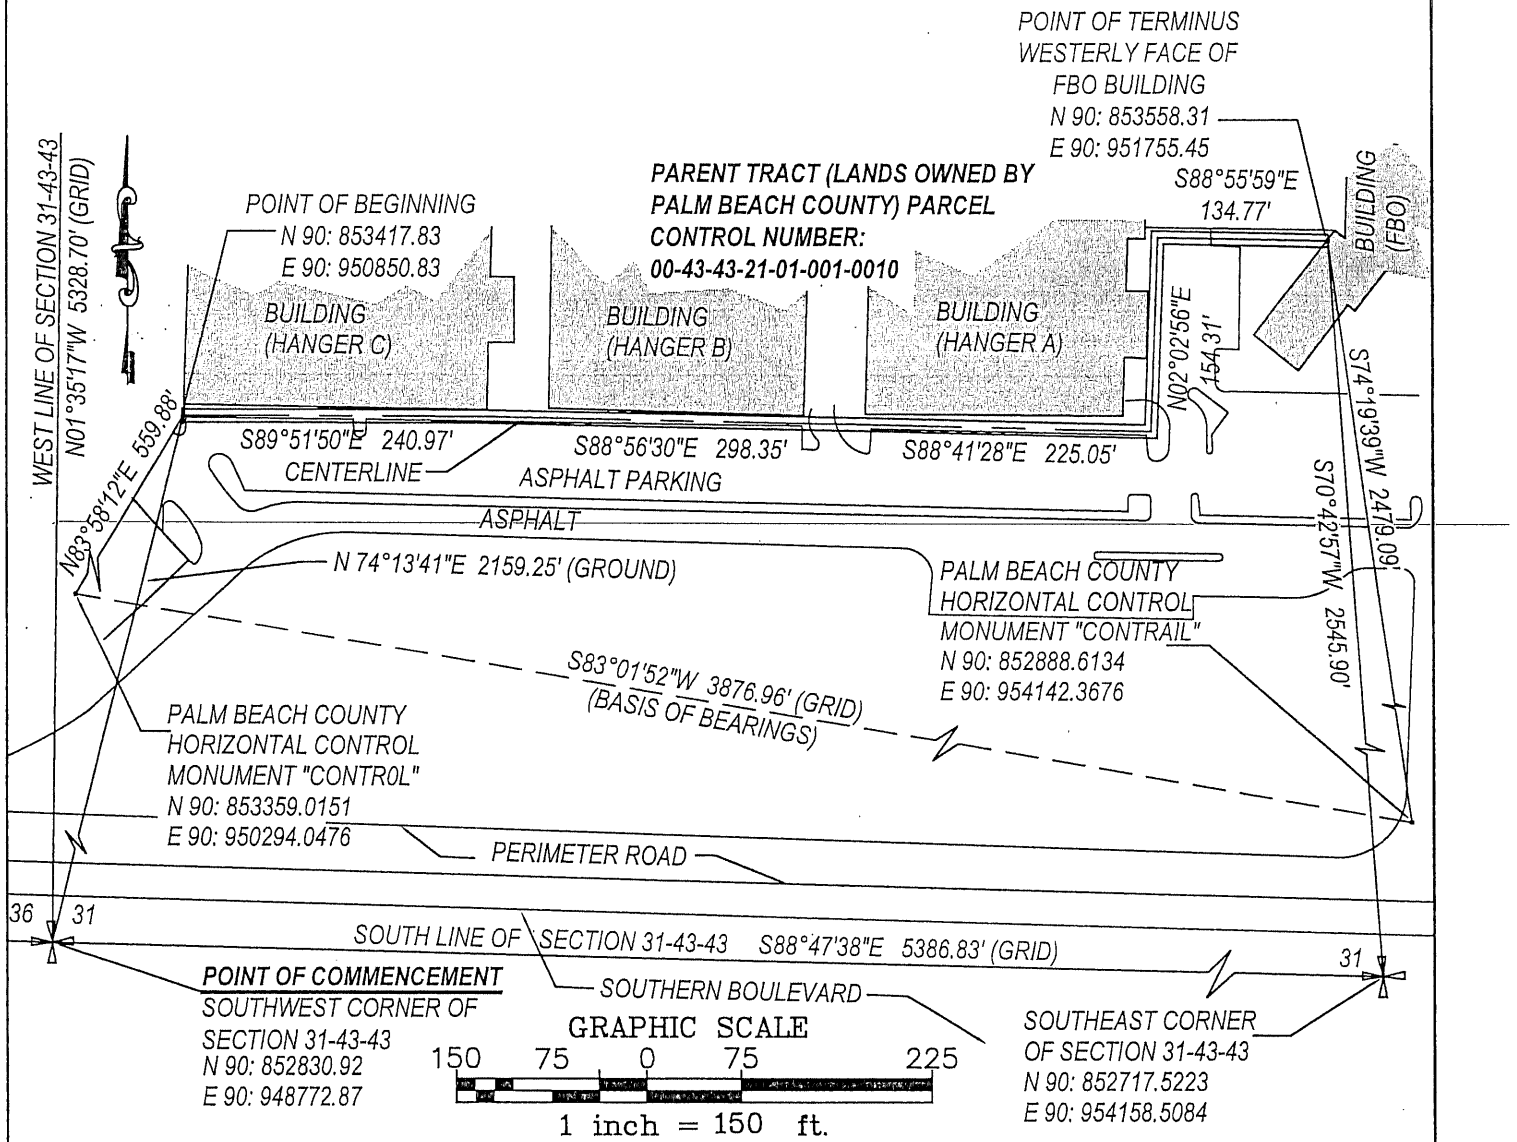 POINT OF TERMINUS
WESTERLY FACE OF
FBO BUILDING
N 90: 853558.31
E 90: 951755.45
S88°55'59"E
134.77'
BUILDING
(FBO)
PARENT TRACT (LANDS OWNED BY
PALM BEACH COUNTY) PARCEL
CONTROL NUMBER:
00-43-43-21-01-001-0010
POINT OF BEGINNING
N 90: 853417.83
E 90: 950850.83
WEST LINE OF SECTION 31-43-43
N01°35'17"W 5328.70' (GRID)
BUILDING
(HANGER C)
BUILDING
(HANGER B)
BUILDING
(HANGER A)
N02°02'56"E
154.31'
S74°19'39"W 2479.09'
S70°42'57"W 2545.90'
N83°58'12"E 559.88'
S89°51'50"E 240.97'
S88°56'30"E 298.35'
S88°41'28"E 225.05'
CENTERLINE
ASPHALT PARKING
ASPHALT
N 74°13'41"E 2159.25' (GROUND)
PALM BEACH COUNTY
HORIZONTAL CONTROL
MONUMENT "CONTRAIL"
N 90: 852888.6134
E 90: 954142.3676
S83°01'52"W 3876.96' (GRID)
(BASIS OF BEARINGS)
PALM BEACH COUNTY
HORIZONTAL CONTROL
MONUMENT "CONTR0L"
N 90: 853359.0151
E 90: 950294.0476
PERIMETER ROAD
36 31
SOUTH LINE OF SECTION 31-43-43 S88°47'38"E 5386.83' (GRID)
31
POINT OF COMMENCEMENT
SOUTHWEST CORNER OF
SECTION 31-43-43
N 90: 852830.92
E 90: 948772.87
SOUTHERN BOULEVARD
GRAPHIC SCALE
150 75 0 75 225
1 inch = 150 ft.
SOUTHEAST CORNER
OF SECTION 31-43-43
N 90: 852717.5223
E 90: 954158.5084